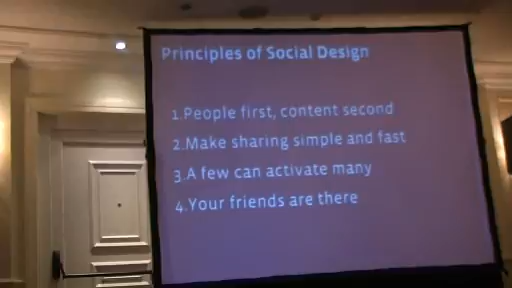 Principles of Social Design
1.People first, content second
2.Make sharing simple and fast
3.A few can activate many
4.Your friends are there